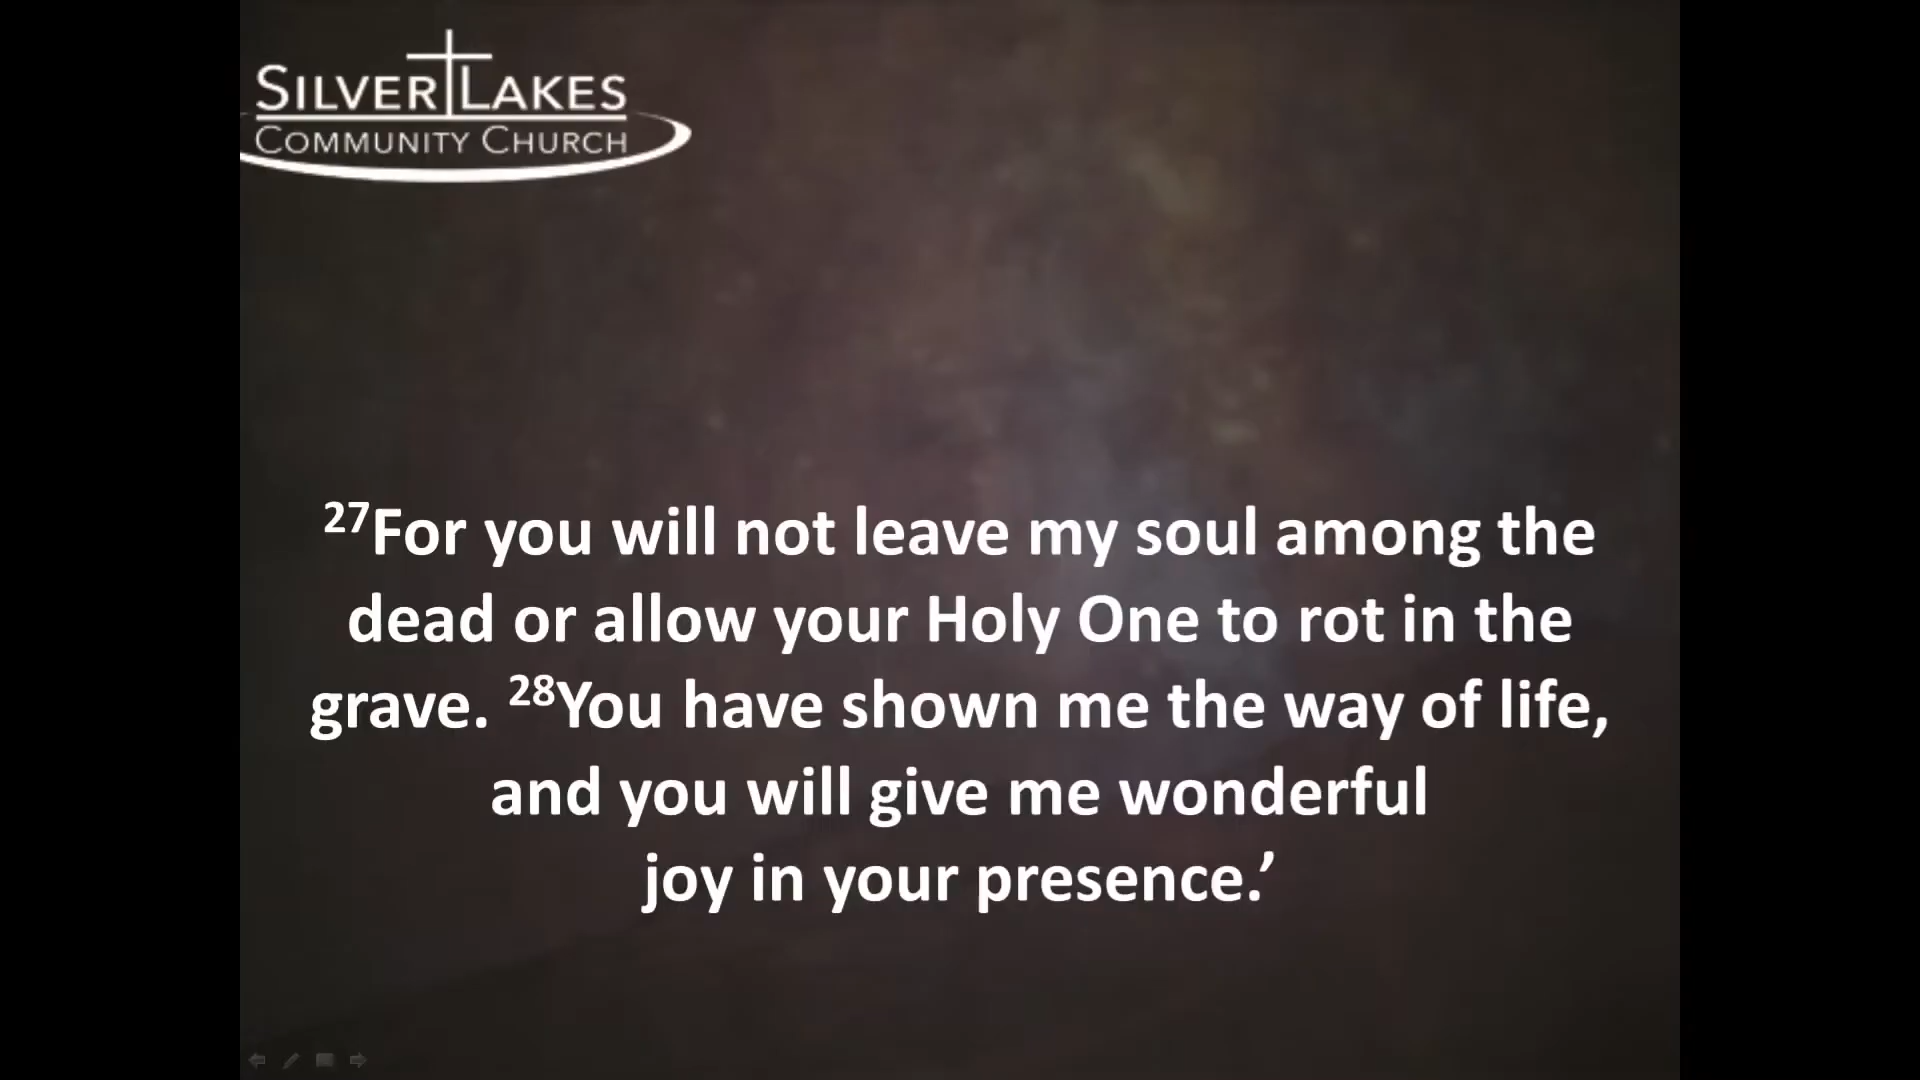 SILVER LAKES
COMMUNITY CHURCH
27For you will not leave my soul among the
dead or allow your Holy One to rot in the
grave. 28You have shown me the way of life,
and you will give me wonderful
joy in your presence.’